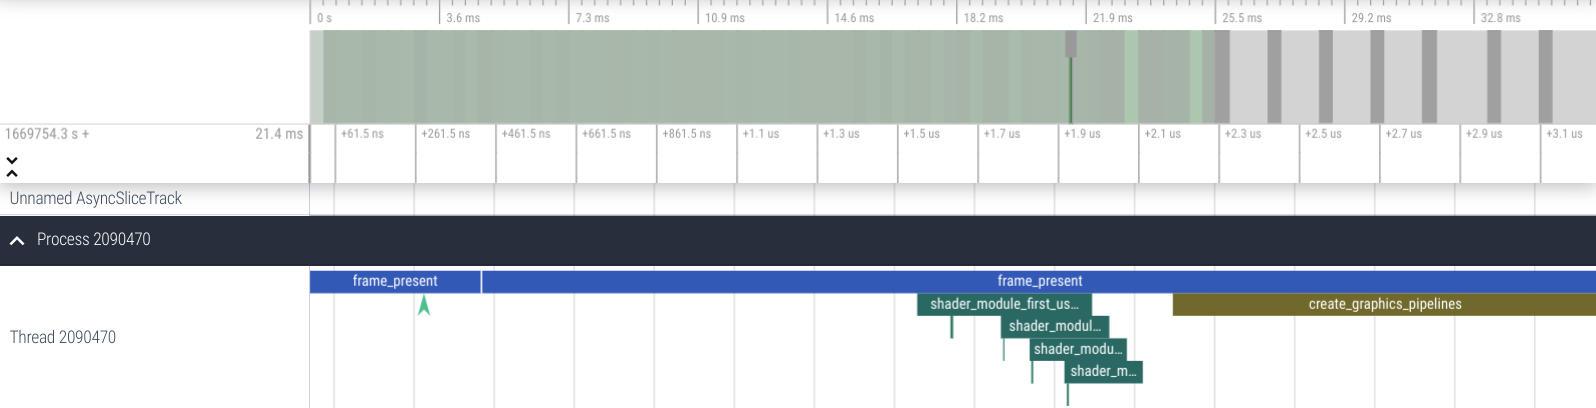 0 s 3.6 ms 7.3 ms 10.9 ms 14.6 ms 18.2 ms 21.9 ms 25.5 ms 29.2 ms 32.8 ms
1669754.3 s + 21.4 ms +61.5 ns +261.5 ns +461.5 ns +661.5 ns +861.5 ns +1.1 us +1.3 us +1.5 us +1.7 us +1.9 us +2.1 us +2.3 us +2.5 us +2.7 us +2.9 us +3.1 us
Unnamed AsyncSliceTrack
Process 2090470
frame_present frame_present
shader_module_first_us... create_graphics_pipelines
shader_modul...
Thread 2090470
shader_modu...
shader_m...